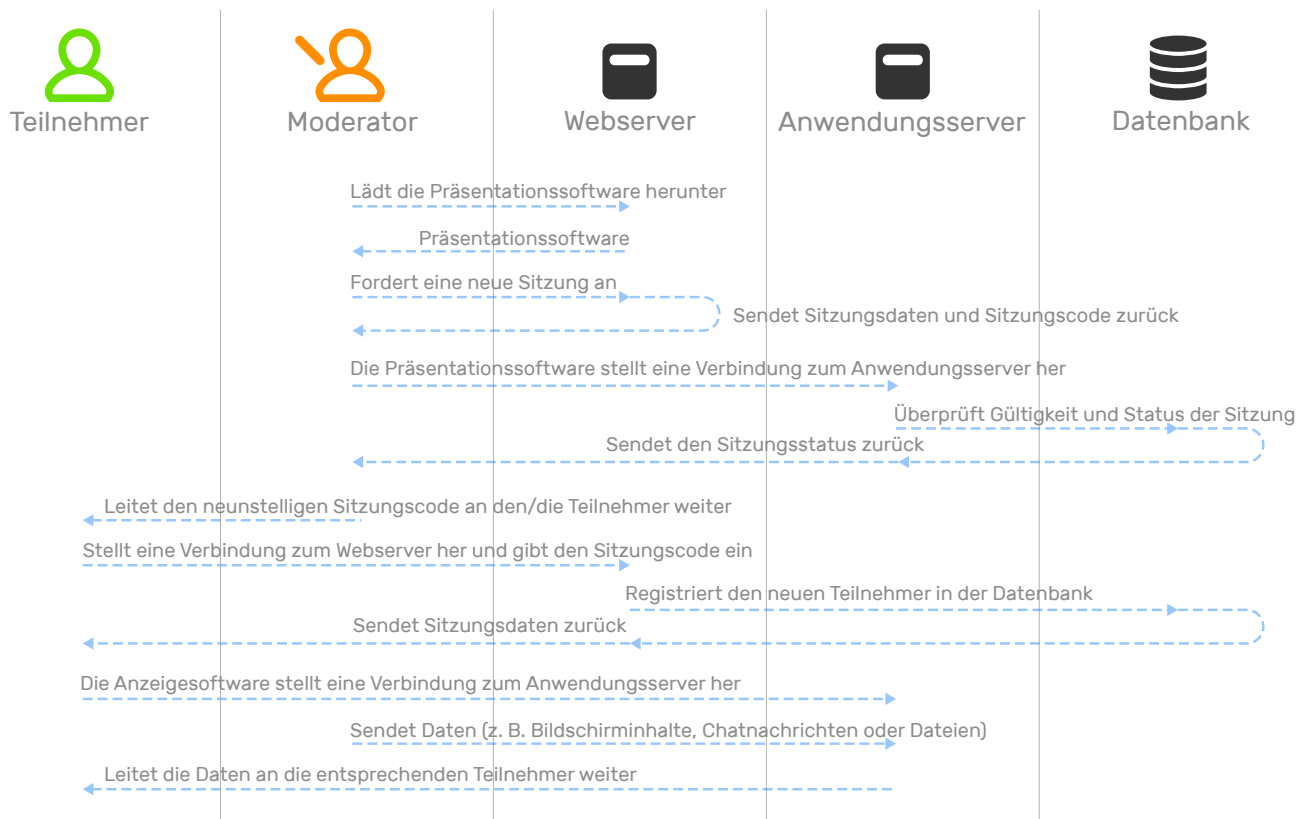 Teilnehmer
Moderator
Webserver
Anwendungsserver
Datenbank
Lädt die Präsentationssoftware herunter
Präsentationssoftware
Fordert eine neue Sitzung an
Sendet Sitzungsdaten und Sitzungscode zurück
Die Präsentationssoftware stellt eine Verbindung zum Anwendungsserver her
Überprüft Gültigkeit und Status der Sitzung
Sendet den Sitzungsstatus zurück
Leitet den neunstelligen Sitzungscode an den/die Teilnehmer weiter
Stellt eine Verbindung zum Webserver her und gibt den Sitzungscode ein
Registriert den neuen Teilnehmer in der Datenbank
Sendet Sitzungsdaten zurück
Die Anzeigesoftware stellt eine Verbindung zum Anwendungsserver her
Sendet Daten (z. B. Bildschirminhalte, Chatnachrichten oder Dateien)
Leitet die Daten an die entsprechenden Teilnehmer weiter